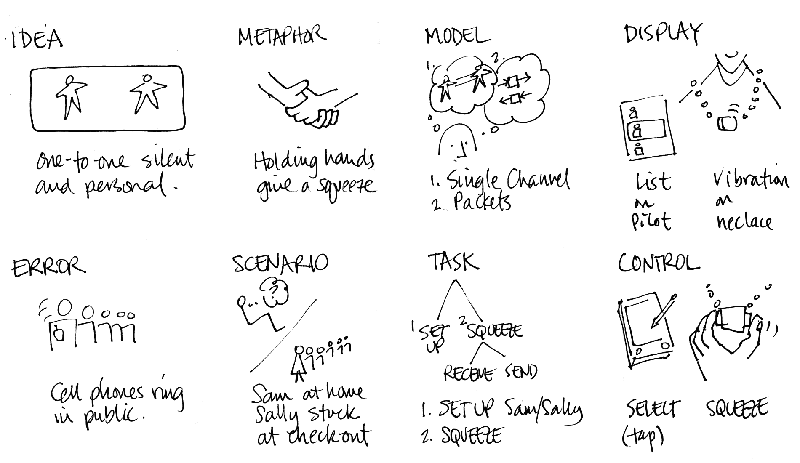 IDEA
one-to-one silent
and personal.
METAPHOR
Holding hands
give a squeeze
MODEL
1.
2
1. Single Channel
2. Packets
DISPLAY
List
on
Pilot
Vibration
on
neclace
ERROR
Cell phones ring
in public.
SCENARIO
?
Sam at home
Sally stuck
at checkout
TASK
1 SET
UP
2 SQUEEZE
RECEIVE SEND
1. SET UP Sam/Sally
2. SQUEEZE
CONTROL
SELECT
(tap)
SQUEEZE